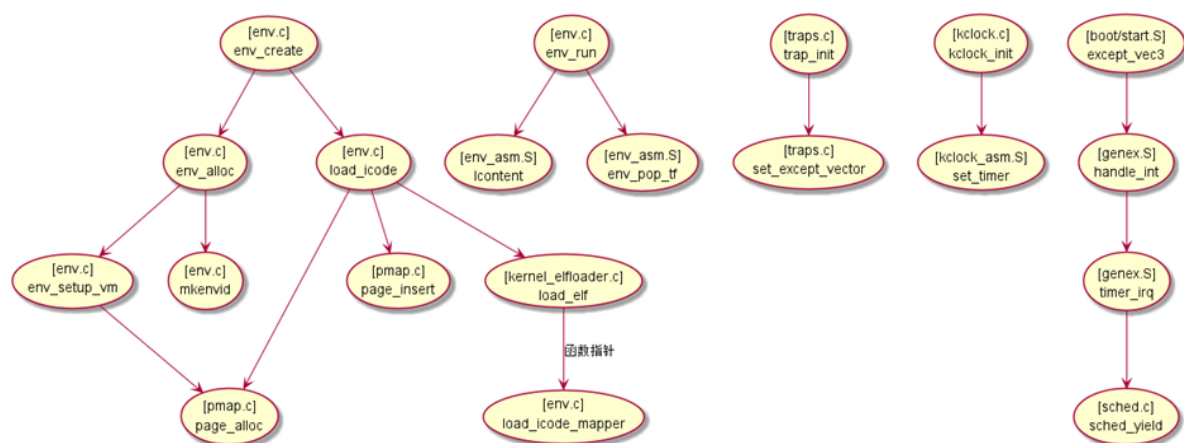 [env.c]
env_create
[env.c]
env_run
[traps.c]
trap_init
[kclock.c]
kclock_init
[boot/start.S]
except_vec3
[env.c]
env_alloc
[env.c]
load_icode
[env_asm.S]
lcontent
[env_asm.S]
env_pop_tf
[traps.c]
set_except_vector
[kclock_asm.S]
set_timer
[genex.S]
handle_int
[env.c]
env_setup_vm
[env.c]
mkenvid
[pmap.c]
page_insert
[kernel_elfloader.c]
load_elf
[genex.S]
timer_irq
函数指针
[pmap.c]
page_alloc
[env.c]
load_icode_mapper
[sched.c]
sched_yield